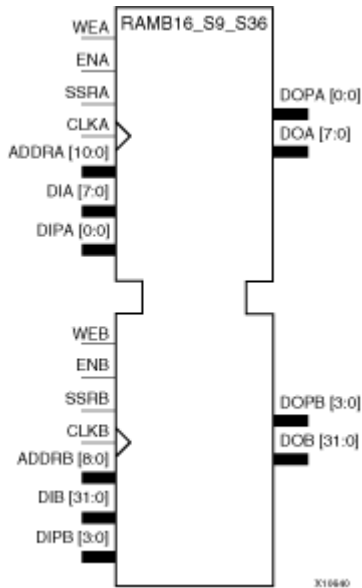 RAMB16_S9_S36
WEA
ENA
SSRA
CLKA
ADDRA [10:0]
DIA [7:0]
DIPA [0:0]
DOPA [0:0]
DOA [7:0]
WEB
ENB
SSRB
CLKB
ADDRB [8:0]
DIB [31:0]
DIPB [3:0]
DOPB [3:0]
DOB [31:0]
X10640